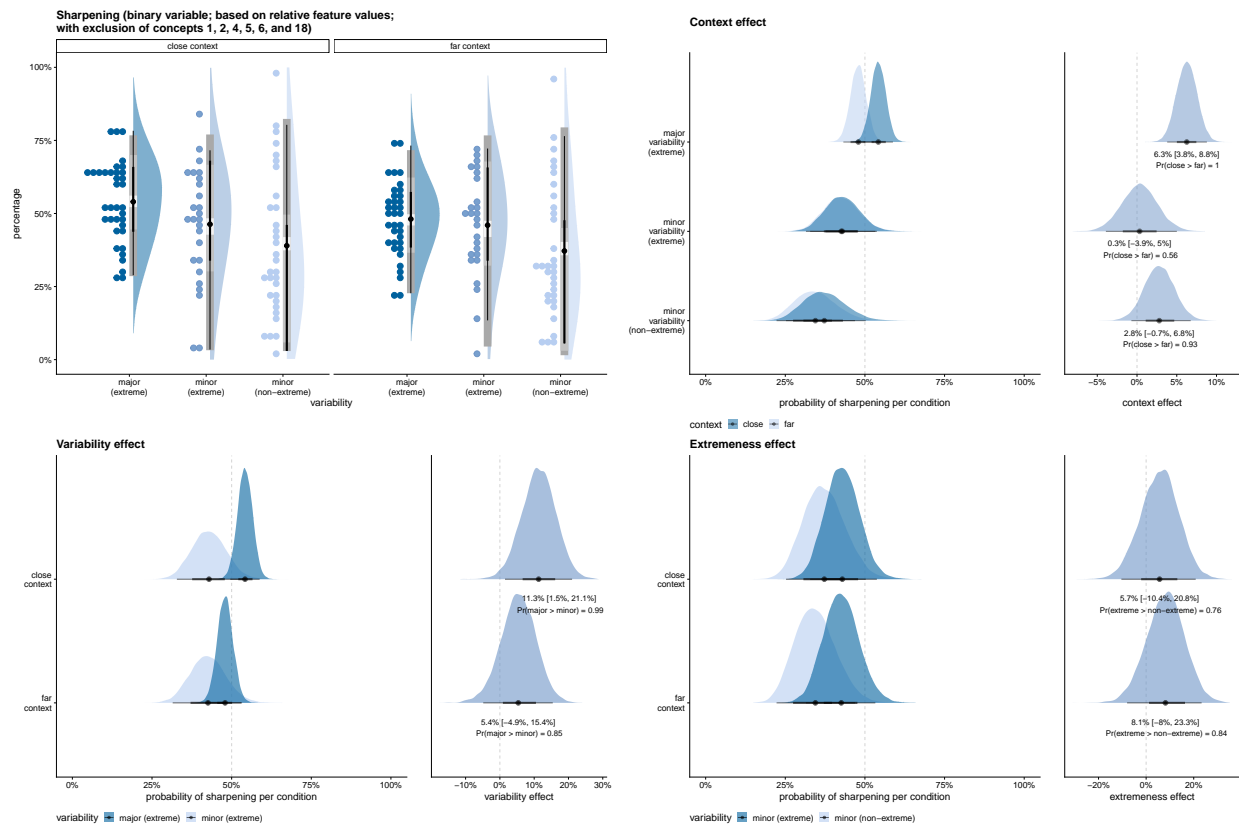 Sharpening (binary variable; based on relative feature values;
with exclusion of concepts 1, 2, 4, 5, 6, and 18)
close context
far context
percentage
100%
75%
50%
25%
0%
major
(extreme)
minor
(extreme)
minor
(non−extreme)
major
(extreme)
minor
(extreme)
minor
(non−extreme)
variability
Context effect
major
variability
(extreme)
minor
variability
(extreme)
minor
variability
(non−extreme)
6.3% [3.8%, 8.8%]
Pr(close > far) = 1
0.3% [−3.9%, 5%]
Pr(close > far) = 0.56
2.8% [−0.7%, 6.8%]
Pr(close > far) = 0.93
0%
25%
50%
75%
100%
probability of sharpening per condition
−5%
0%
5%
10%
context effect
context close far
Variability effect
close
context
far
context
11.3% [1.5%, 21.1%]
Pr(major > minor) = 0.99
5.4% [−4.9%, 15.4%]
Pr(major > minor) = 0.85
0%
25%
50%
75%
100%
probability of sharpening per condition
−10%
0%
10%
20%
30%
variability effect
variability major (extreme) minor (extreme)
Extremeness effect
close
context
far
context
5.7% [−10.4%, 20.8%]
Pr(extreme > non−extreme) = 0.76
8.1% [−8%, 23.3%]
Pr(extreme > non−extreme) = 0.84
0%
25%
50%
75%
100%
probability of sharpening per condition
−20%
0%
20%
extremeness effect
variability minor (extreme) minor (non−extreme)